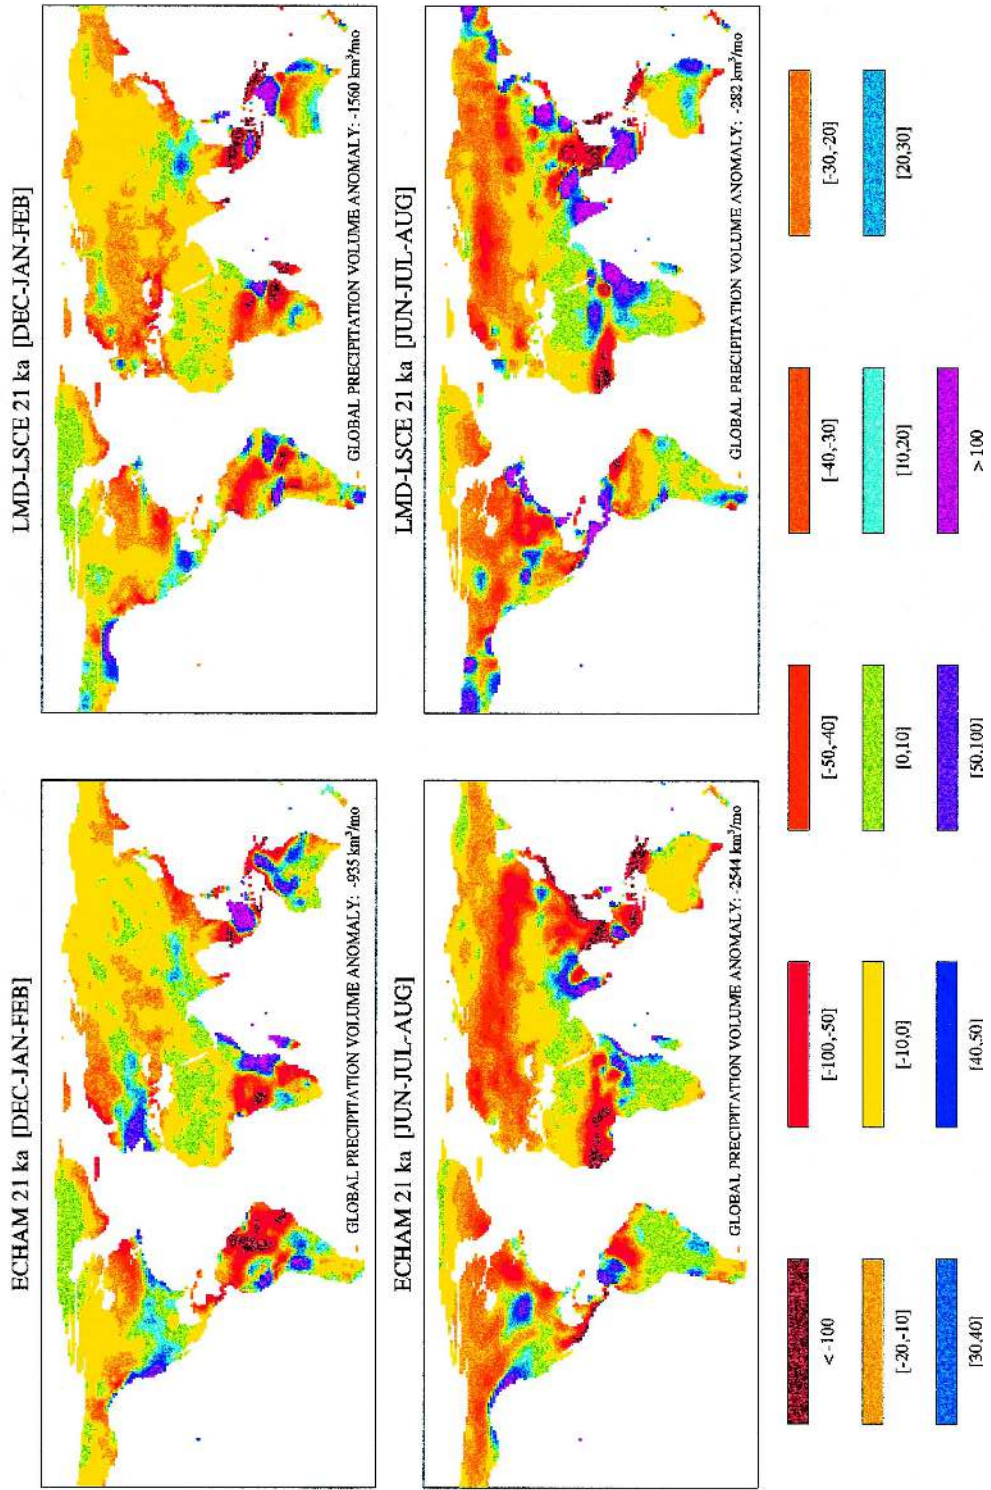 ECHAM 21 ka [DEC-JAN-FEB]
GLOBAL PRECIPITATION VOLUME ANOMALY: -935 km³/mo
LMD-LSCE 21 ka [DEC-JAN-FEB]
GLOBAL PRECIPITATION VOLUME ANOMALY: -1560 km³/mo
ECHAM 21 ka [JUN-JUL-AUG]
GLOBAL PRECIPITATION VOLUME ANOMALY: -2544 km³/mo
LMD-LSCE 21 ka [JUN-JUL-AUG]
GLOBAL PRECIPITATION VOLUME ANOMALY: -282 km³/mo
< -100
[-100,-50]
[-50,-40]
[-40,-30]
[-30,-20]
[-20,-10]
[-10,0]
[0,10]
[10,20]
[20,30]
[30,40]
[40,50]
[50,100]
> 100